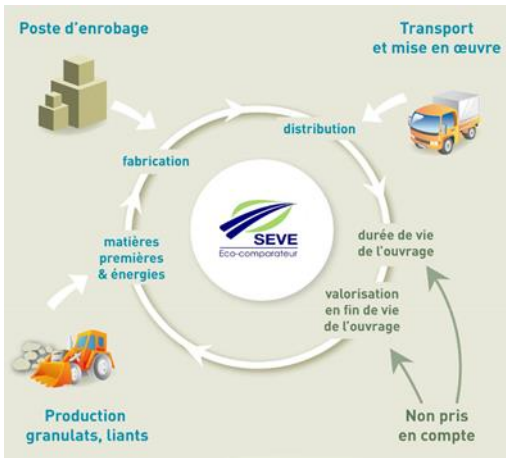 Poste d'enrobage
Transport
et mise en œuvre
distribution
fabrication
SEVE
Éco-comparateur
matières
premières
& énergies
durée de vie
de l'ouvrage
valorisation
en fin de vie
de l'ouvrage
Production
granulats, liants
Non pris
en compte